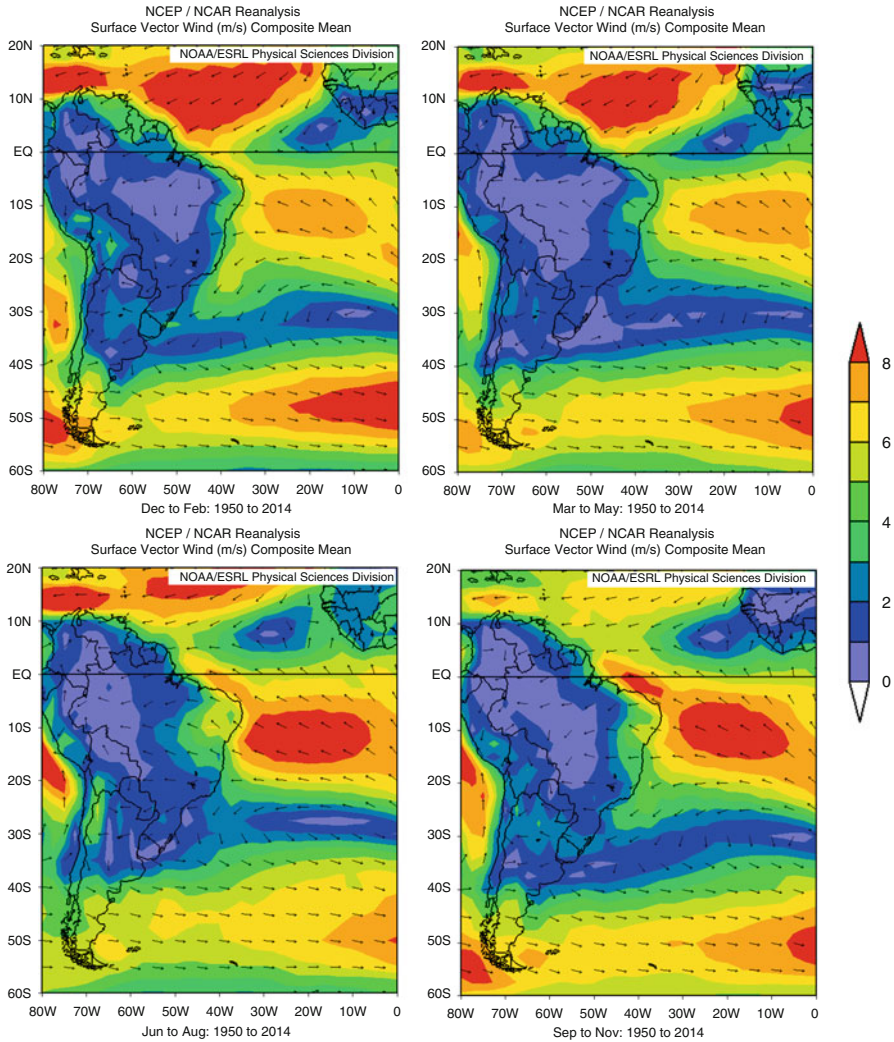 NCEP / NCAR Reanalysis
Surface Vector Wind (m/s) Composite Mean
NOAA/ESRL Physical Sciences Division
20N
10N
EQ
10S
20S
30S
40S
50S
60S
80W 70W 60W 50W 40W 30W 20W 10W 0
Dec to Feb: 1950 to 2014
NCEP / NCAR Reanalysis
Surface Vector Wind (m/s) Composite Mean
NOAA/ESRL Physical Sciences Division
20N
10N
EQ
10S
20S
30S
40S
50S
60S
80W 70W 60W 50W 40W 30W 20W 10W 0
Mar to May: 1950 to 2014
8
6
4
2
0
NCEP / NCAR Reanalysis
Surface Vector Wind (m/s) Composite Mean
NOAA/ESRL Physical Sciences Division
20N
10N
EQ
10S
20S
30S
40S
50S
60S
80W 70W 60W 50W 40W 30W 20W 10W 0
Jun to Aug: 1950 to 2014
NCEP / NCAR Reanalysis
Surface Vector Wind (m/s) Composite Mean
NOAA/ESRL Physical Sciences Division
20N
10N
EQ
10S
20S
30S
40S
50S
60S
80W 70W 60W 50W 40W 30W 20W 10W 0
Sep to Nov: 1950 to 2014